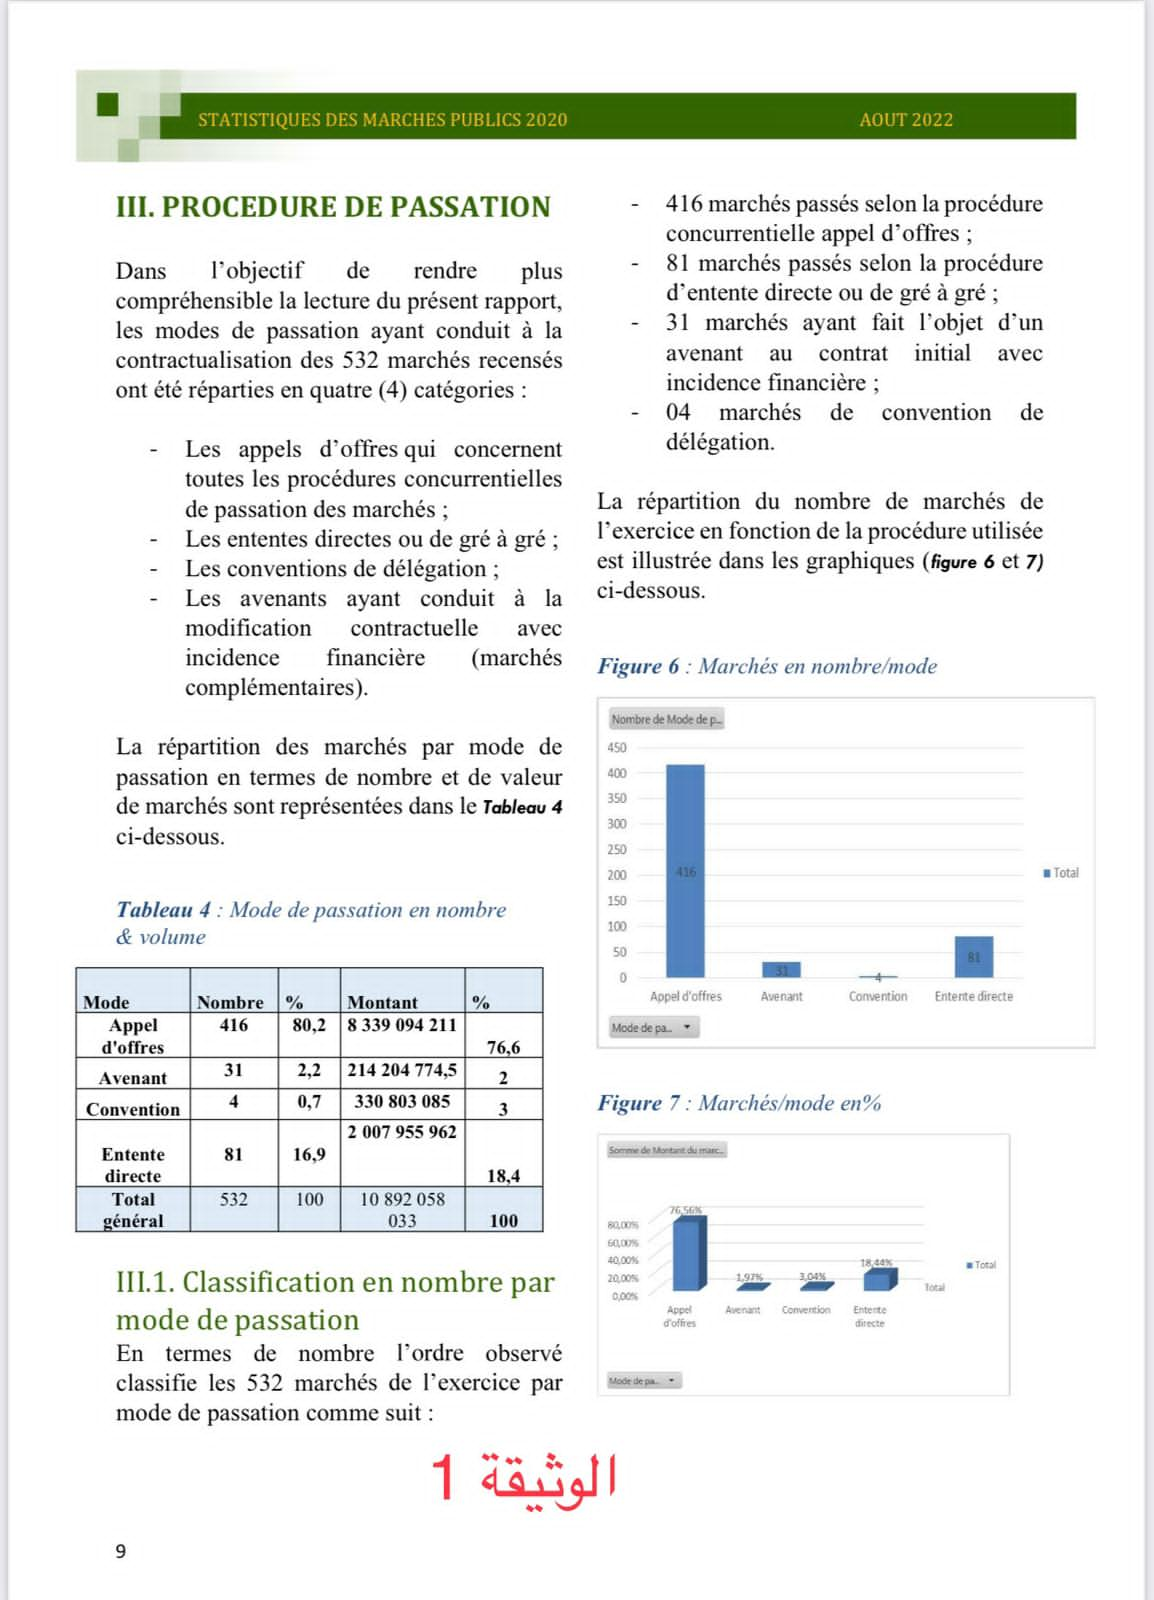 STATISTIQUES DES MARCHES PUBLICS 2020 AOUT 2022
III. PROCEDURE DE PASSATION
Dans l’objectif de rendre plus
compréhensible la lecture du présent rapport,
les modes de passation ayant conduit à la
contractualisation des 532 marchés recensés
ont été réparties en quatre (4) catégories :
- Les appels d’offres qui concernent
toutes les procédures concurrentielles
de passation des marchés ;
- Les ententes directes ou de gré à gré ;
- Les conventions de délégation ;
- Les avenants ayant conduit à la
modification contractuelle avec
incidence financière (marchés
complémentaires).
La répartition des marchés par mode de
passation en termes de nombre et de valeur
de marchés sont représentées dans le Tableau 4
ci-dessous.
Tableau 4 : Mode de passation en nombre
& volume
Mode Nombre % Montant %
Appel d'offres 416 80,2 8 339 094 211 76,6
Avenant 31 2,2 214 204 774,5 2
Convention 4 0,7 330 803 085 3
Entente directe 81 16,9 2 007 955 962 18,4
Total général 532 100 10 892 058 033 100
III.1. Classification en nombre par
mode de passation
En termes de nombre l’ordre observé
classifie les 532 marchés de l’exercice par
mode de passation comme suit :
- 416 marchés passés selon la procédure
concurrentielle appel d’offres ;
- 81 marchés passés selon la procédure
d’entente directe ou de gré à gré ;
- 31 marchés ayant fait l’objet d’un
avenant au contrat initial avec
incidence financière ;
- 04 marchés de convention de
délégation.
La répartition du nombre de marchés de
l’exercice en fonction de la procédure utilisée
est illustrée dans les graphiques (figure 6 et 7)
ci-dessous.
Figure 6 : Marchés en nombre/mode
Nombre de Mode de p...
450
400
350
300
250
200
150
100
50
0
416
31
4
81
Appel d'offres Avenant Convention Entente directe
Total
Mode de pa...
Figure 7 : Marchés/mode en%
Somme de Montant du marc...
80,00%
60,00%
40,00%
20,00%
0,00%
76,56%
1,97%
3,04%
18,44%
Appel d'offres Avenant Convention Entente directe
Total
Total
Mode de pa...
الوثيقة 1
9